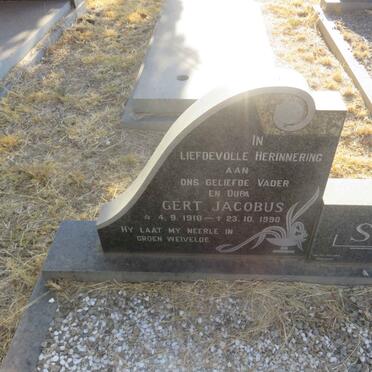 IN
LIEFDEVOLLE HERINNERING
AAN
ONS GELIEFDE VADER
EN OUPA
GERT JACOBUS
* 4.9.1910 – † 23.10.1990
HY LAAT MY NEERLE IN
GROEN WEIVELDE.
S